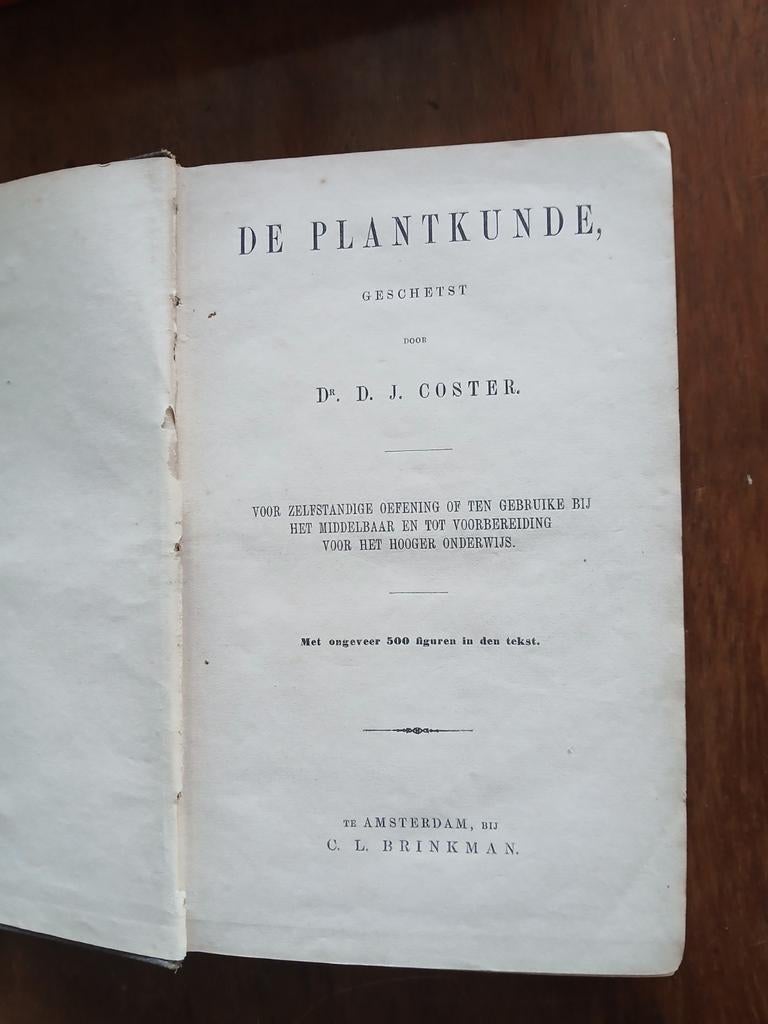 DE PLANTKUNDE,
GESCHETST
DOOR
DR. D. J. COSTER.
VOOR ZELFSTANDIGE OEFENING OF TEN GEBRUIKE BIJ
HET MIDDELBAAR EN TOT VOORBEREIDING
VOOR HET HOOGER ONDERWIJS.
Met ongeveer 500 figuren in den tekst.
TE AMSTERDAM, BIJ
C. L. BRINKMAN.